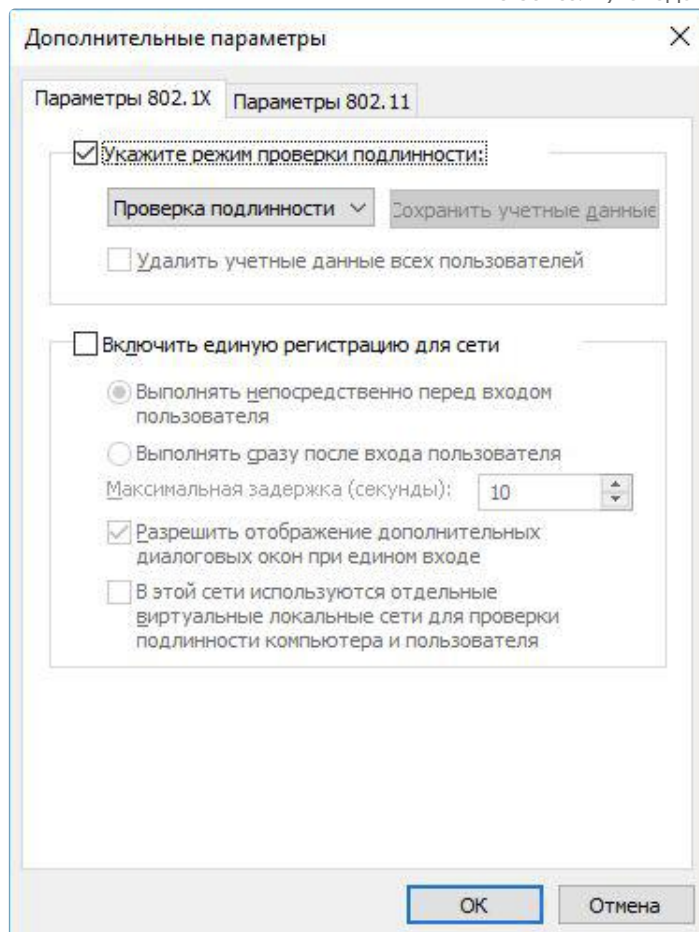 Дополнительные параметры
Параметры 802.1X
Параметры 802.11
Укажите режим проверки подлинности:
Проверка подлинности
Сохранить учетные данные
Удалить учетные данные всех пользователей
Включить единую регистрацию для сети
Выполнять непосредственно перед входом
пользователя
Выполнять сразу после входа пользователя
Максимальная задержка (секунды):
10
Разрешить отображение дополнительных
диалоговых окон при едином входе
В этой сети используются отдельные
виртуальные локальные сети для проверки
подлинности компьютера и пользователя
ОК
Отмена